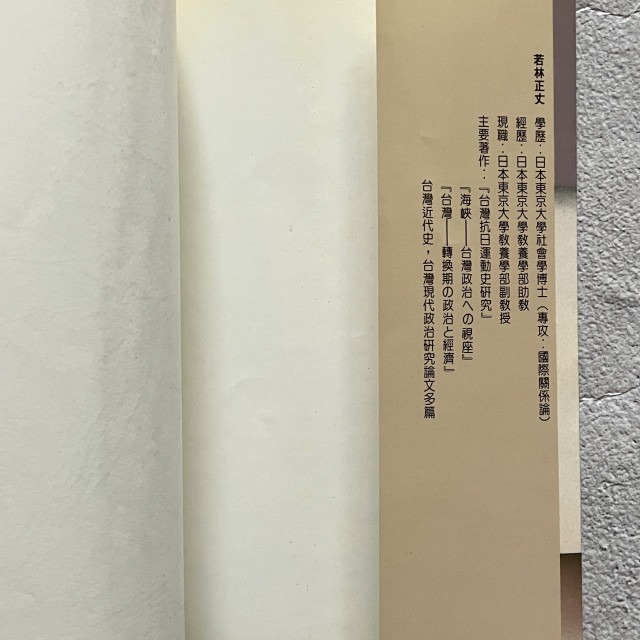 若林正丈
學歷：日本東京大學社會學博士（專攻：國際關係論）
經歷：日本東京大學教養學部助教
現職：日本東京大學教養學部副教授
主要著作：『台灣抗日運動史研究』
『海峽——台灣政治への視座』
『台灣——轉換期の政治と經濟』
台灣近代史，台灣現代政治研究論文多篇